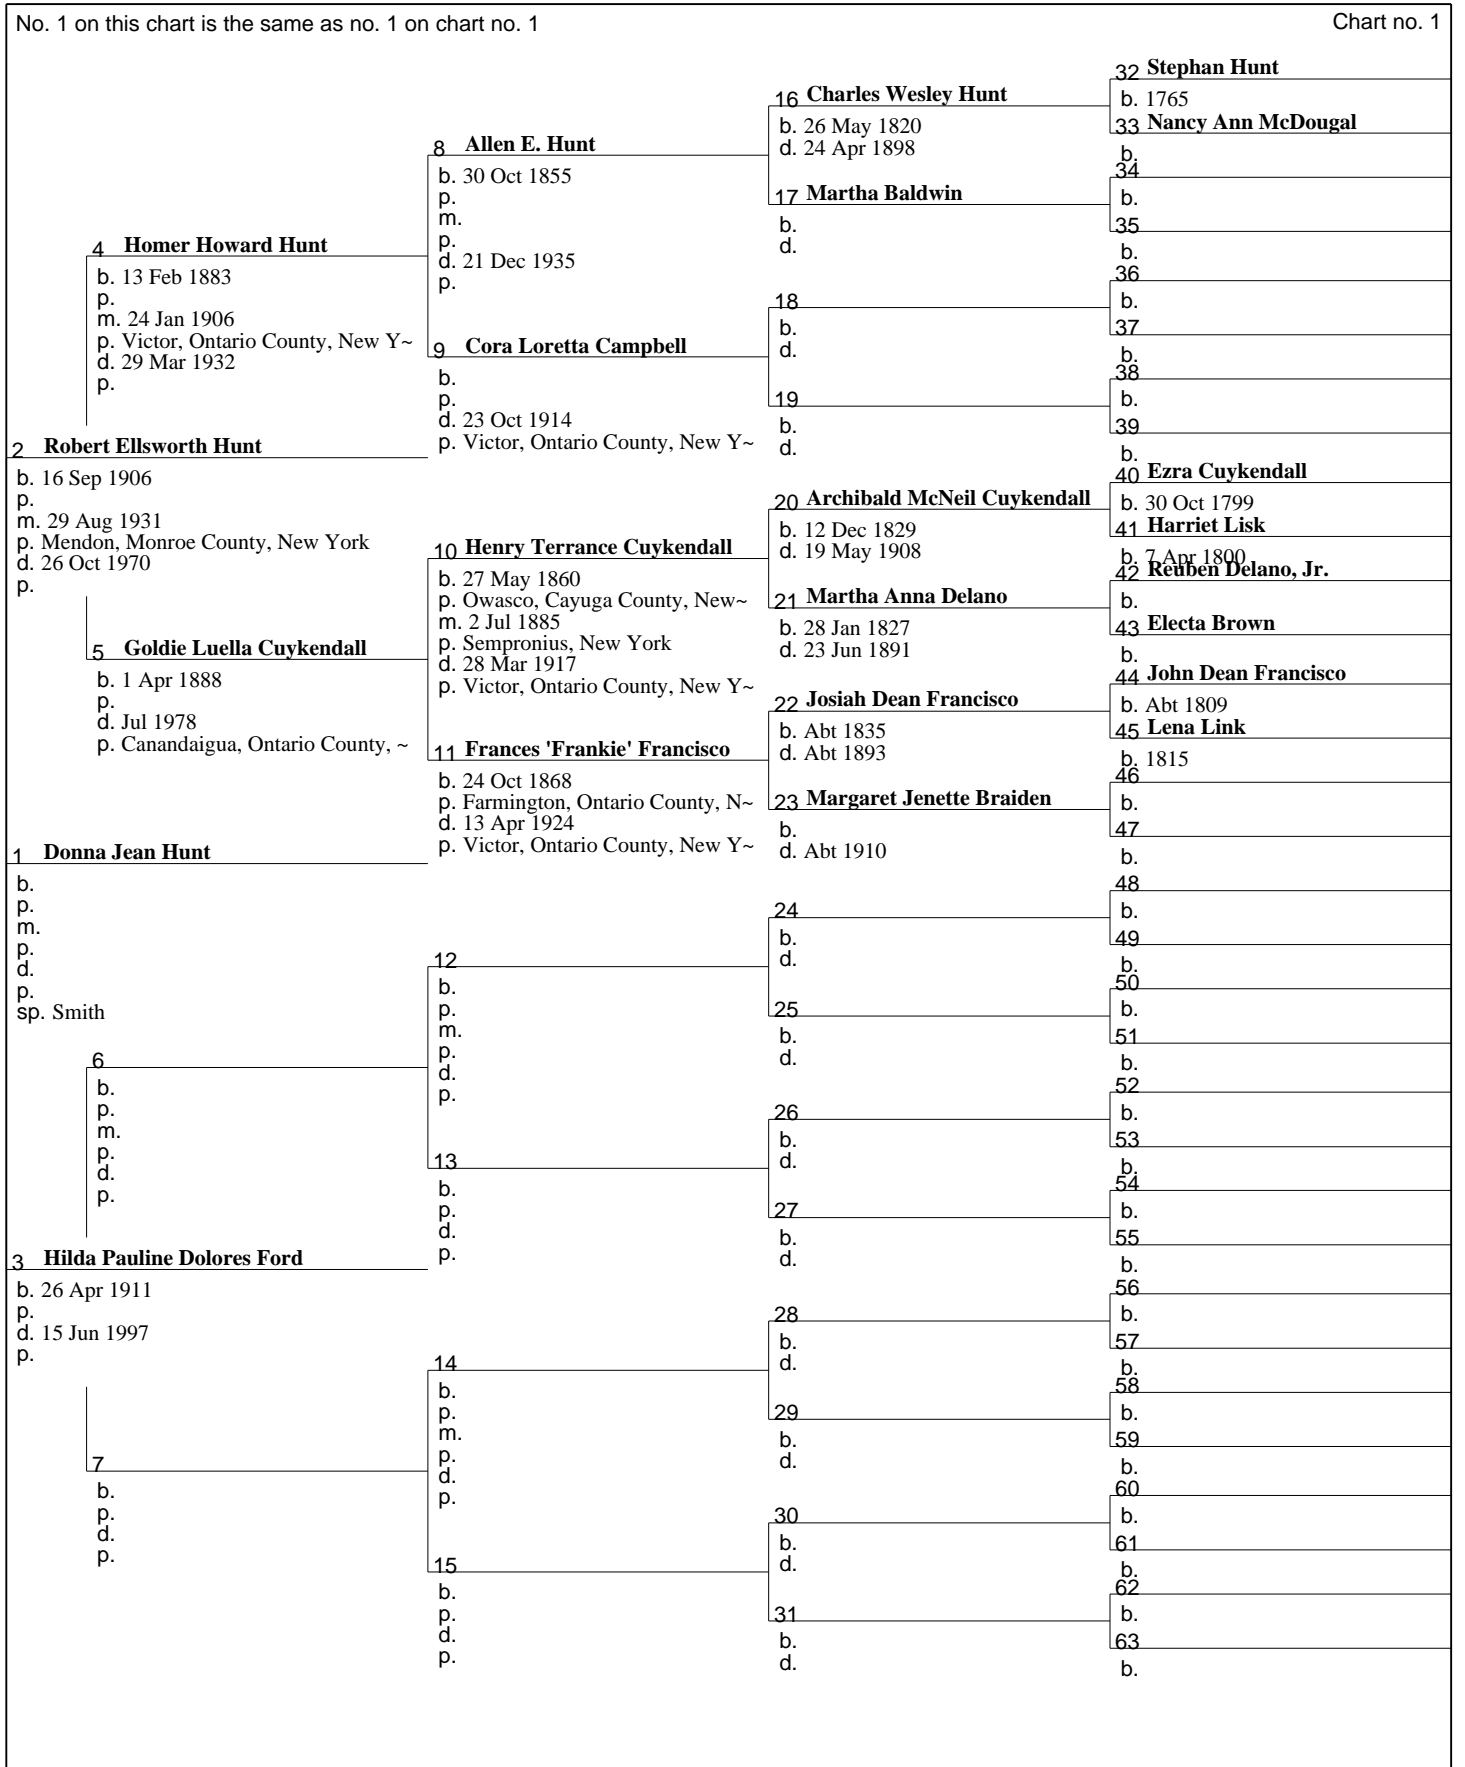 No. 1 on this chart is the same as no. 1 on chart no. 1
Chart no. 1
1 Donna Jean Hunt
b.
p.
m.
p.
d.
p.
sp. Smith
2 Robert Ellsworth Hunt
b. 16 Sep 1906
p.
m. 29 Aug 1931
p. Mendon, Monroe County, New York
d. 26 Oct 1970
p.
3 Hilda Pauline Dolores Ford
b. 26 Apr 1911
p.
d. 15 Jun 1997
p.
4 Homer Howard Hunt
b. 13 Feb 1883
p.
m. 24 Jan 1906
p. Victor, Ontario County, New Y~
d. 29 Mar 1932
p.
5 Goldie Luella Cuykendall
b. 1 Apr 1888
p.
d. Jul 1978
p. Canandaigua, Ontario County, ~
6
b.
p.
m.
p.
d.
p.
7
b.
p.
d.
p.
8 Allen E. Hunt
b. 30 Oct 1855
p.
m.
p.
d. 21 Dec 1935
p.
9 Cora Loretta Campbell
b.
p.
d. 23 Oct 1914
p. Victor, Ontario County, New Y~
10 Henry Terrance Cuykendall
b. 27 May 1860
p. Owasco, Cayuga County, New~
m. 2 Jul 1885
p. Sempronius, New York
d. 28 Mar 1917
p. Victor, Ontario County, New Y~
11 Frances 'Frankie' Francisco
b. 24 Oct 1868
p. Farmington, Ontario County, N~
d. 13 Apr 1924
p. Victor, Ontario County, New Y~
12
b.
p.
m.
p.
d.
p.
13
b.
p.
d.
p.
14
b.
p.
m.
p.
d.
p.
15
b.
p.
d.
p.
16 Charles Wesley Hunt
b. 26 May 1820
d. 24 Apr 1898
17 Martha Baldwin
b.
d.
18
b.
d.
19
b.
d.
20 Archibald McNeil Cuykendall
b. 12 Dec 1829
d. 19 May 1908
21 Martha Anna Delano
b. 28 Jan 1827
d. 23 Jun 1891
22 Josiah Dean Francisco
b. Abt 1835
d. Abt 1893
23 Margaret Jenette Braiden
b.
d. Abt 1910
24
b.
d.
25
b.
d.
26
b.
d.
27
b.
d.
28
b.
d.
29
b.
d.
30
b.
d.
31
b.
d.
32 Stephan Hunt
b. 1765
33 Nancy Ann McDougal
b.
34
b.
35
b.
36
b.
37
b.
38
b.
39
b.
40 Ezra Cuykendall
b. 30 Oct 1799
41 Harriet Lisk
b. 7 Apr 1800
42 Reuben Delano, Jr.
b.
43 Electa Brown
b.
44 John Dean Francisco
b. Abt 1809
45 Lena Link
b. 1815
46
b.
47
b.
48
b.
49
b.
50
b.
51
b.
52
b.
53
b.
54
b.
55
b.
56
b.
57
b.
58
b.
59
b.
60
b.
61
b.
62
b.
63
b.